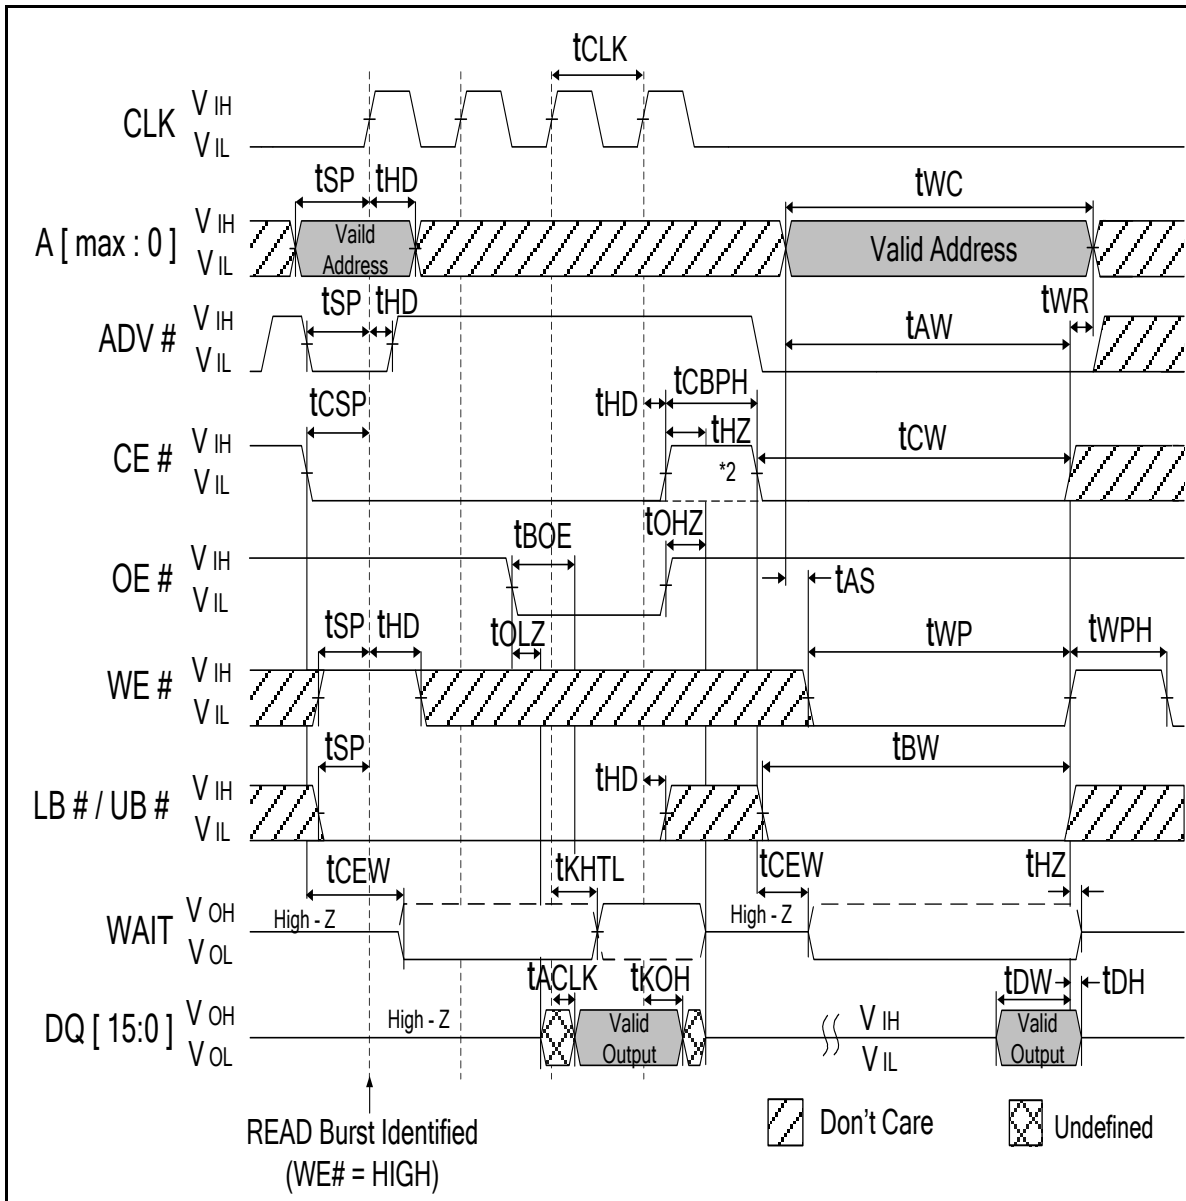 tCLK
CLK
V IH
V IL
tSP
tHD
tWC
A [ max : 0 ]
V IH
V IL
Vaild
Address
Valid Address
tSP
tHD
tWR
ADV #
V IH
V IL
tAW
tCSP
tHD
tCBPH
tHZ
CE #
V IH
V IL
*2
tCW
tBOE
tOHZ
OE #
V IH
V IL
tAS
tSP
tHD
tOLZ
tWP
tWPH
WE #
V IH
V IL
tSP
tHD
tBW
LB # / UB #
V IH
V IL
tCEW
tKHTL
tCEW
tHZ
WAIT
V OH
V OL
High - Z
High - Z
tACLK
tKOH
tDW
tDH
DQ [ 15:0 ]
V OH
V OL
High - Z
Valid
Output
V IH
V IL
Valid
Output
READ Burst Identified
(WE# = HIGH)
Don't Care
Undefined